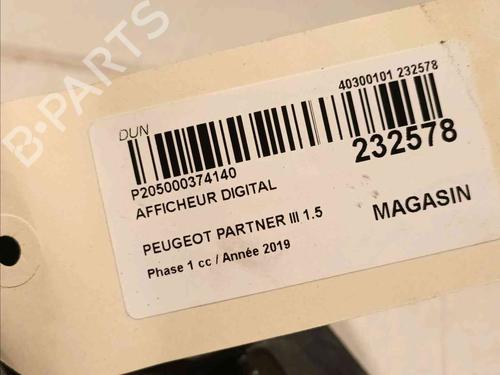 B-PARTS
DUN
40300101 232578
P205000374140
232578
AFFICHEUR DIGITAL
PEUGEOT PARTNER III 1.5
MAGASIN
Phase 1 cc / Année 2019